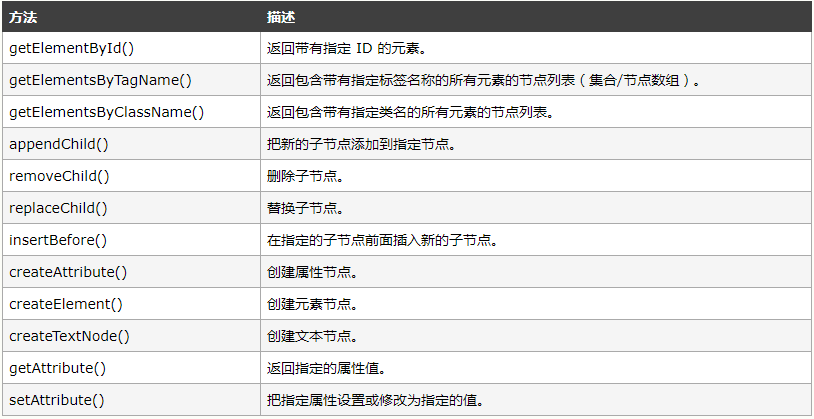 方法 描述
getElementById() 返回带有指定 ID 的元素。
getElementsByTagName() 返回包含带有指定标签名称的所有元素的节点列表（集合/节点数组）。
getElementsByClassName() 返回包含带有指定类名的所有元素的节点列表。
appendChild() 把新的子节点添加到指定节点。
removeChild() 删除子节点。
replaceChild() 替换子节点。
insertBefore() 在指定的子节点前面插入新的子节点。
createAttribute() 创建属性节点。
createElement() 创建元素节点。
createTextNode() 创建文本节点。
getAttribute() 返回指定的属性值。
setAttribute() 把指定属性设置或修改为指定的值。